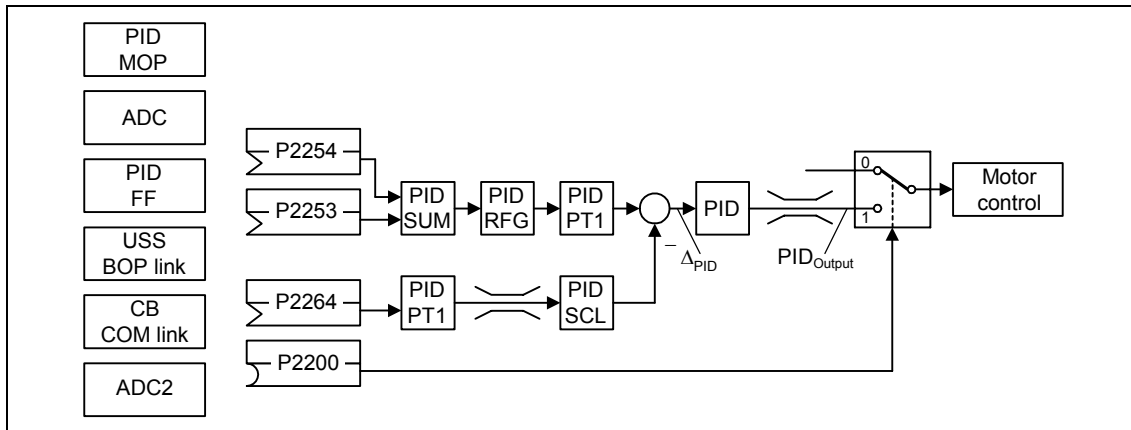 PID
MOP
ADC
PID
FF
USS
BOP link
CB
COM link
ADC2
P2254
P2253
P2264
P2200
PID
SUM
PID
RFG
PID
PT1
−
ΔPID
PID
PIDOutput
0
1
Motor
control
PID
PT1
PID
SCL